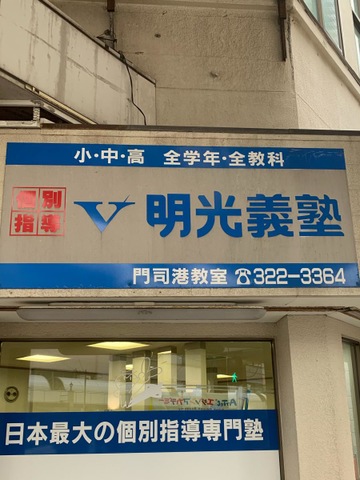 小・中・高 全学年・全教科
個別
指導
明光義塾
門司港教室 ☎322-3364
日本最大の個別指導専門塾